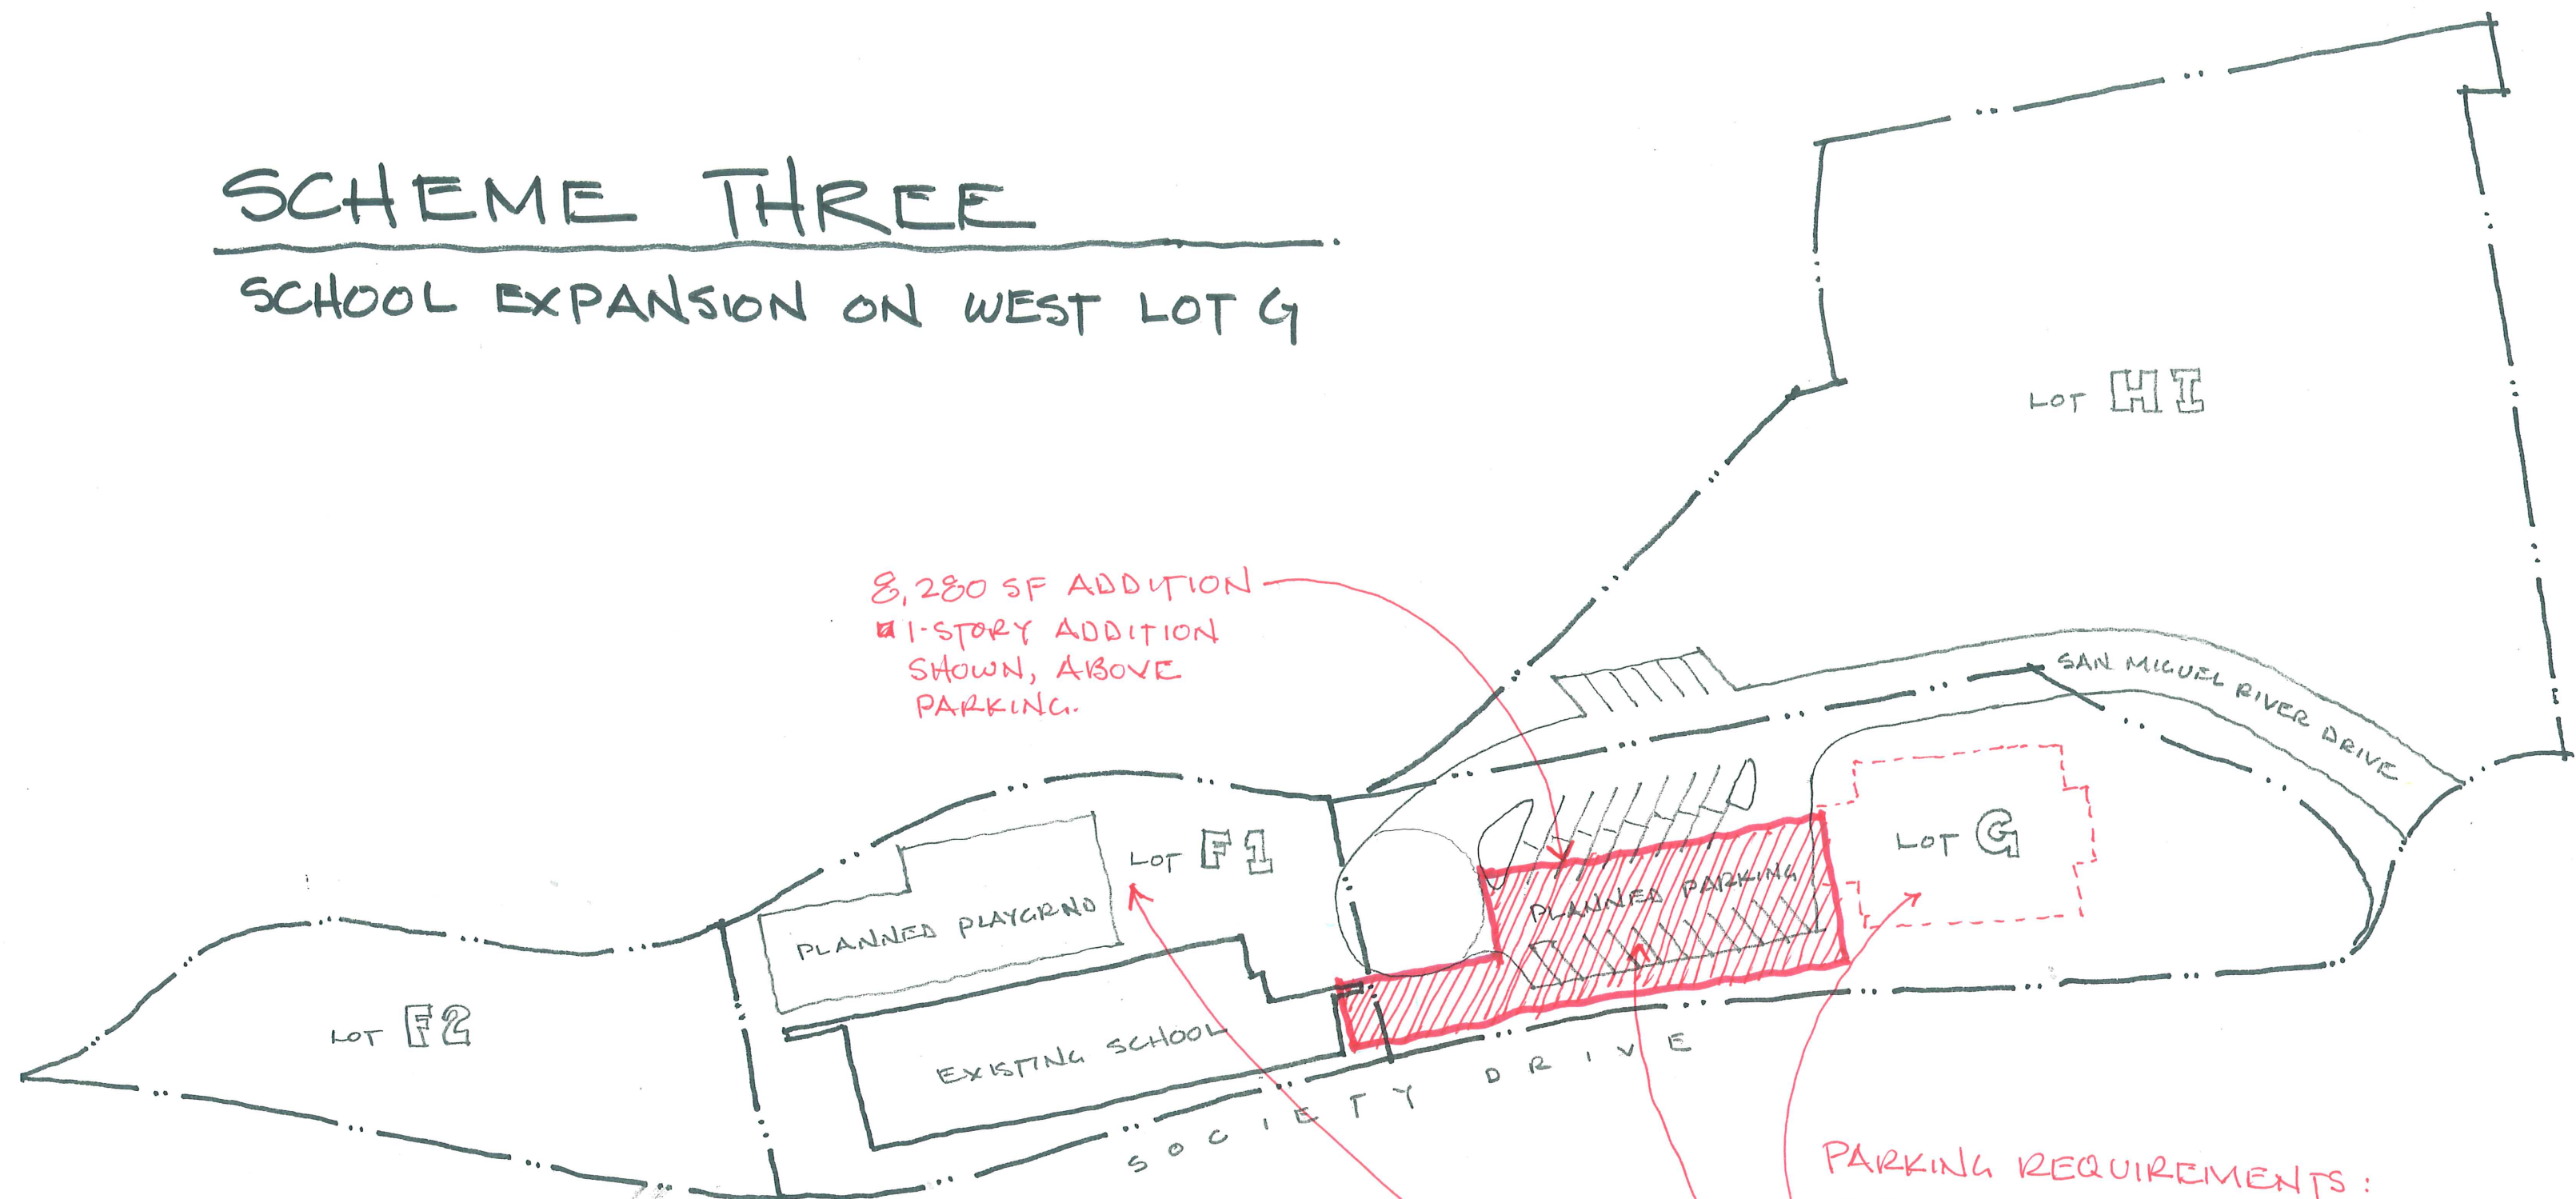 SCHEME THREE
SCHOOL EXPANSION ON WEST LOT G
LOT HI
8,280 SF ADDITION
1-STORY ADDITION
SHOWN, ABOVE
PARKING.
SAN MIGUEL RIVER DRIVE
LOT F1
LOT G
PLANNED PARKING
PLANNED PLAYGRND
LOT F2
EXISTING SCHOOL
SOCIETY DRIVE
PARKING REQUIREMENTS: